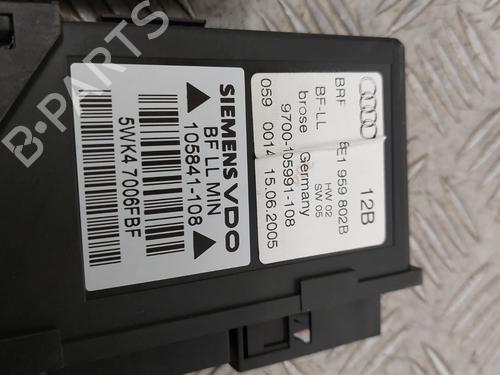 SIEMENS VDO
BF LL MIN
105841-108
5WK4 7006FBF
12B
8E1 959 802B
HW 02
SW 05
BRF
BF-LL
brose Germany
9700-105991-108
059 0014 15.06.2005
B-PARTS